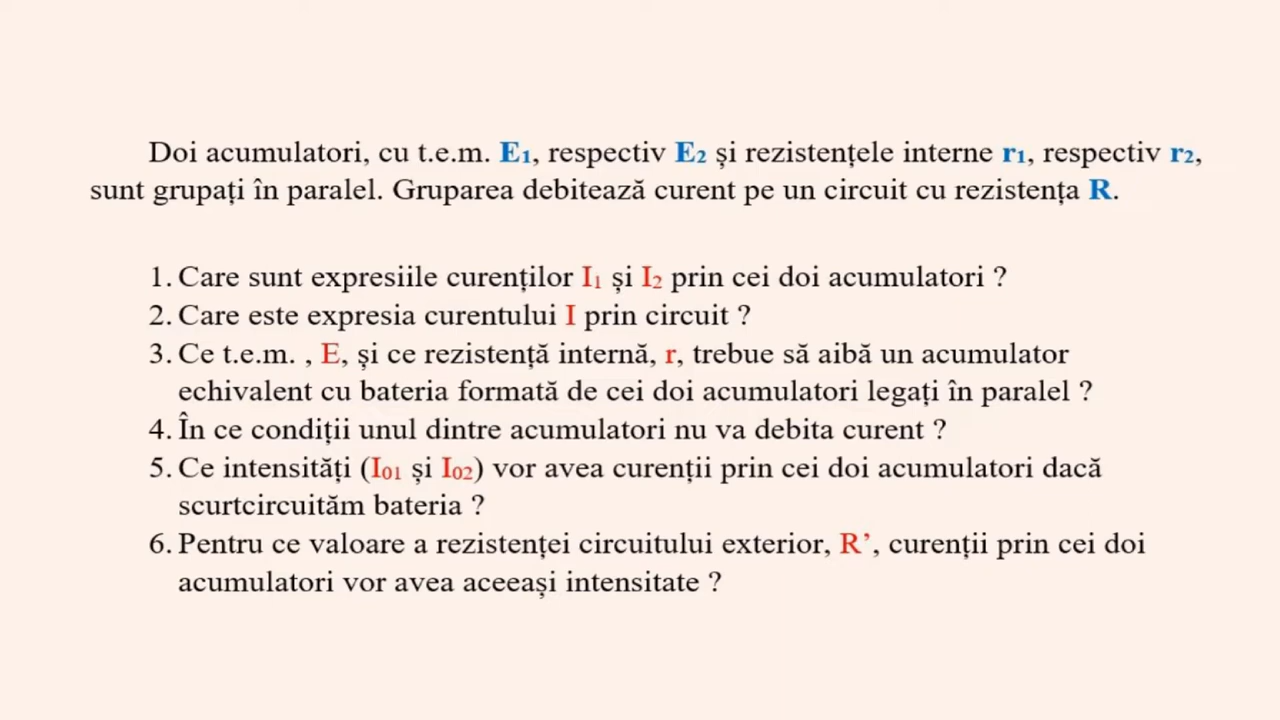 Doi acumulatori, cu t.e.m. E₁, respectiv E₂ și rezistențele interne r₁, respectiv r₂,
sunt grupați în paralel. Gruparea debitează curent pe un circuit cu rezistența R.
1. Care sunt expresiile curenților I₁ și I₂ prin cei doi acumulatori ?
2. Care este expresia curentului I prin circuit ?
3. Ce t.e.m. , E, și ce rezistență internă, r, trebue să aibă un acumulator
echivalent cu bateria formată de cei doi acumulatori legați în paralel ?
4. În ce condiții unul dintre acumulatori nu va debita curent ?
5. Ce intensități (I₀₁ și I₀₂) vor avea curenții prin cei doi acumulatori dacă
scurtcircuităm bateria ?
6. Pentru ce valoare a rezistenței circuitului exterior, R’, curenții prin cei doi
acumulatori vor avea aceeași intensitate ?